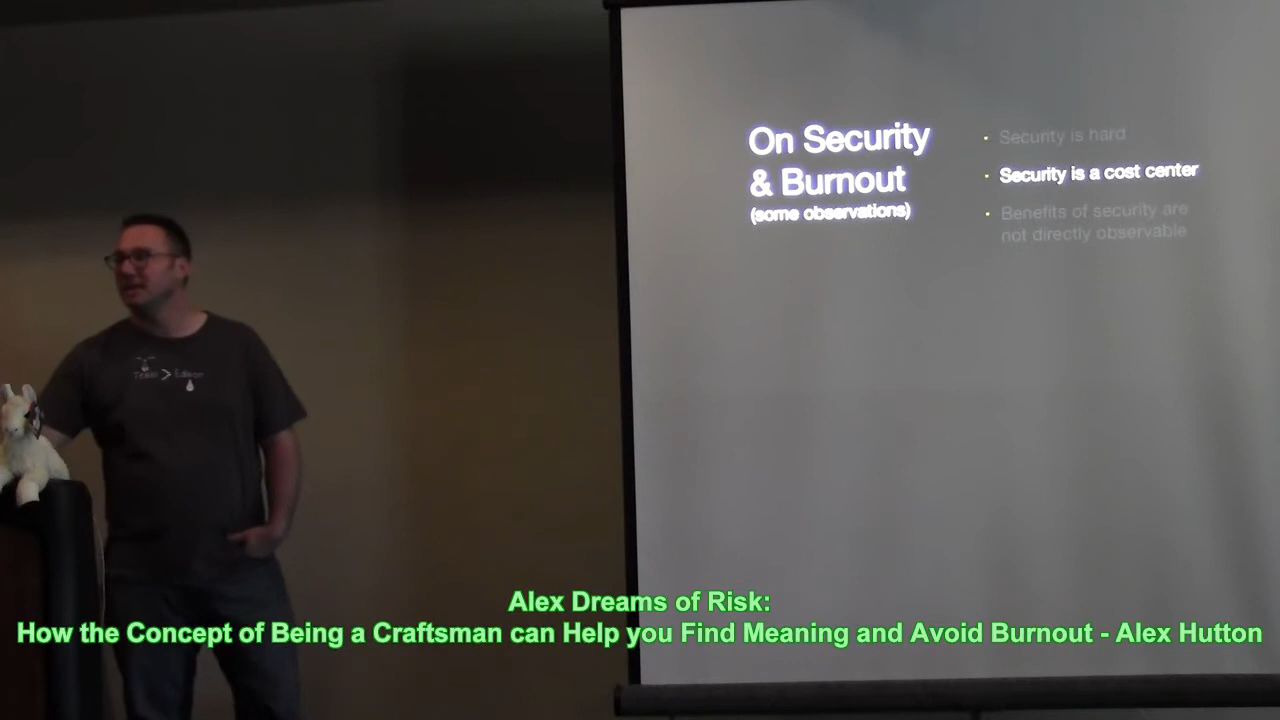 On Security
& Burnout
(some observations)
• Security is hard
• Security is a cost center
• Benefits of security are
not directly observable
Tesla > Edison
Alex Dreams of Risk:
How the Concept of Being a Craftsman can Help you Find Meaning and Avoid Burnout - Alex Hutton